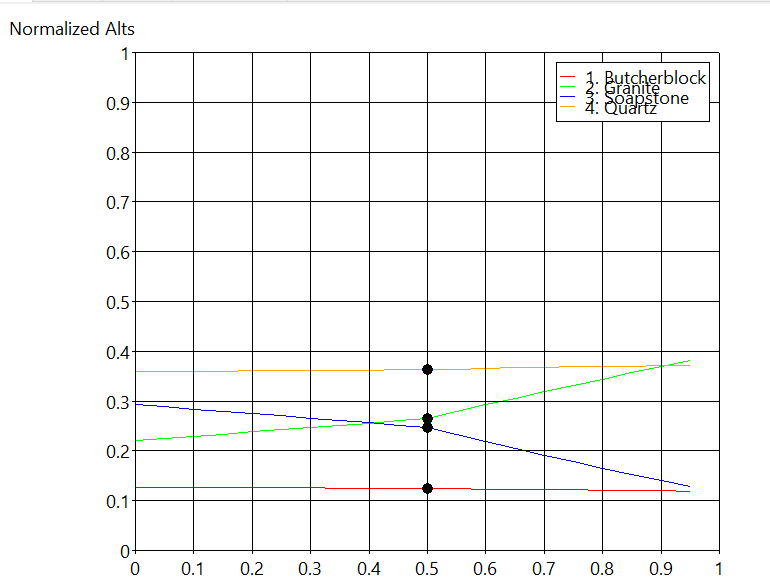 Normalized Alts
1
1. Butcherblock
2. Granite
3. Soapstone
4. Quartz
0.9
0.8
0.7
0.6
0.5
0.4
0.3
0.2
0.1
0
0 0.1 0.2 0.3 0.4 0.5 0.6 0.7 0.8 0.9 1